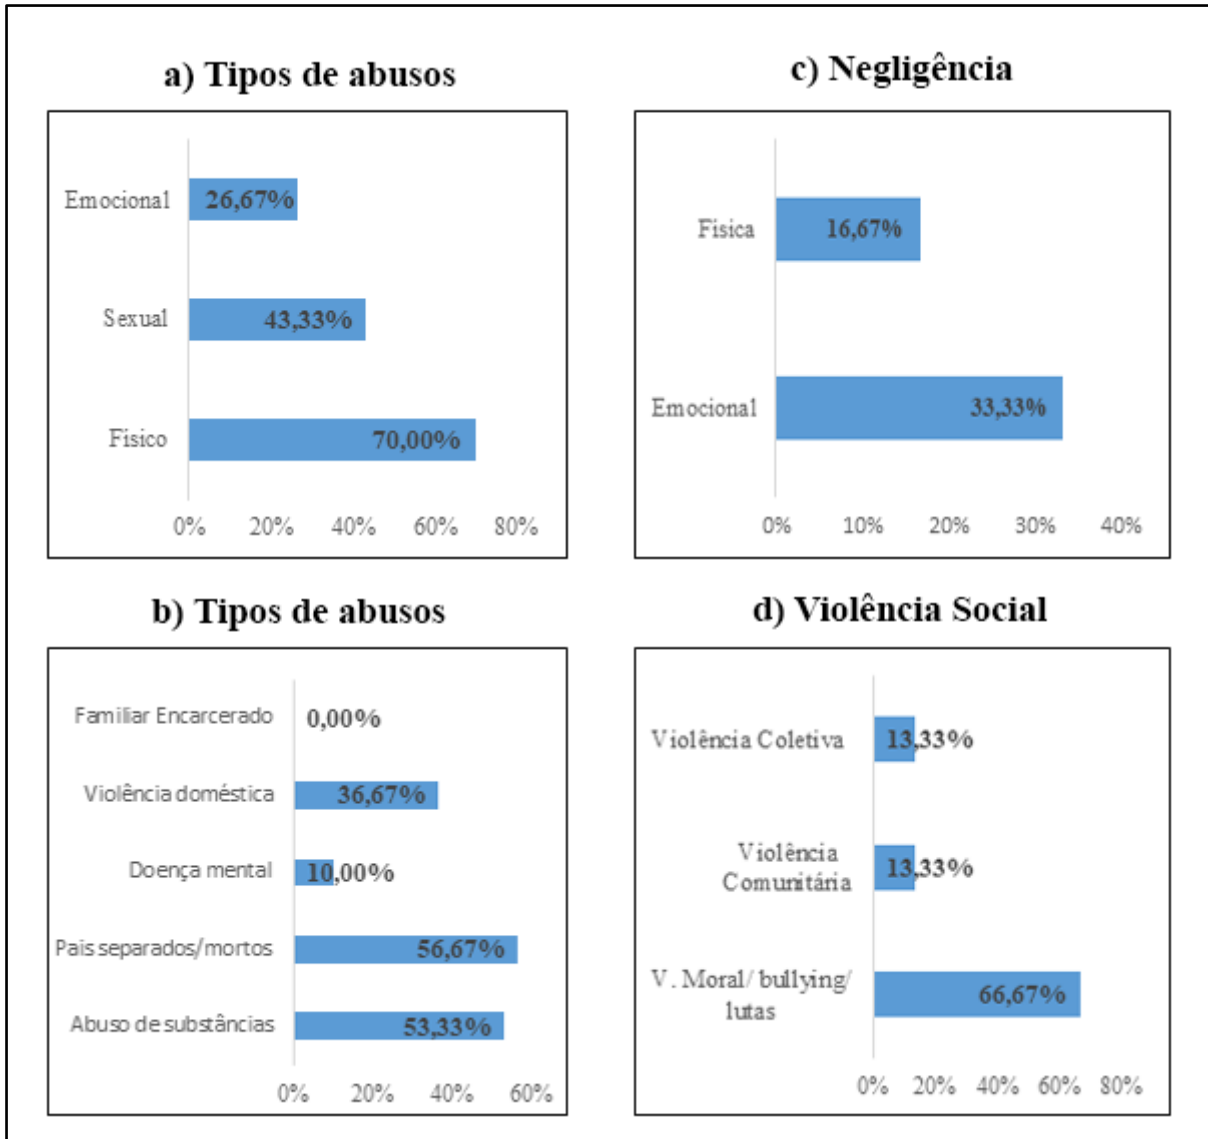 a) Tipos de abusos
Emocional
26,67%
Sexual
43,33%
Físico
70,00%
0% 20% 40% 60% 80%
c) Negligência
Física
16,67%
Emocional
33,33%
0% 10% 20% 30% 40%
b) Tipos de abusos
Familiar Encarcerado
0,00%
Violência doméstica
36,67%
Doença mental
10,00%
Pais separados/mortos
56,67%
Abuso de substâncias
53,33%
0% 20% 40% 60%
d) Violência Social
Violência Coletiva
13,33%
Violência
Comunitária
13,33%
V. Moral/ bullying/
lutas
66,67%
0% 20% 40% 60% 80%